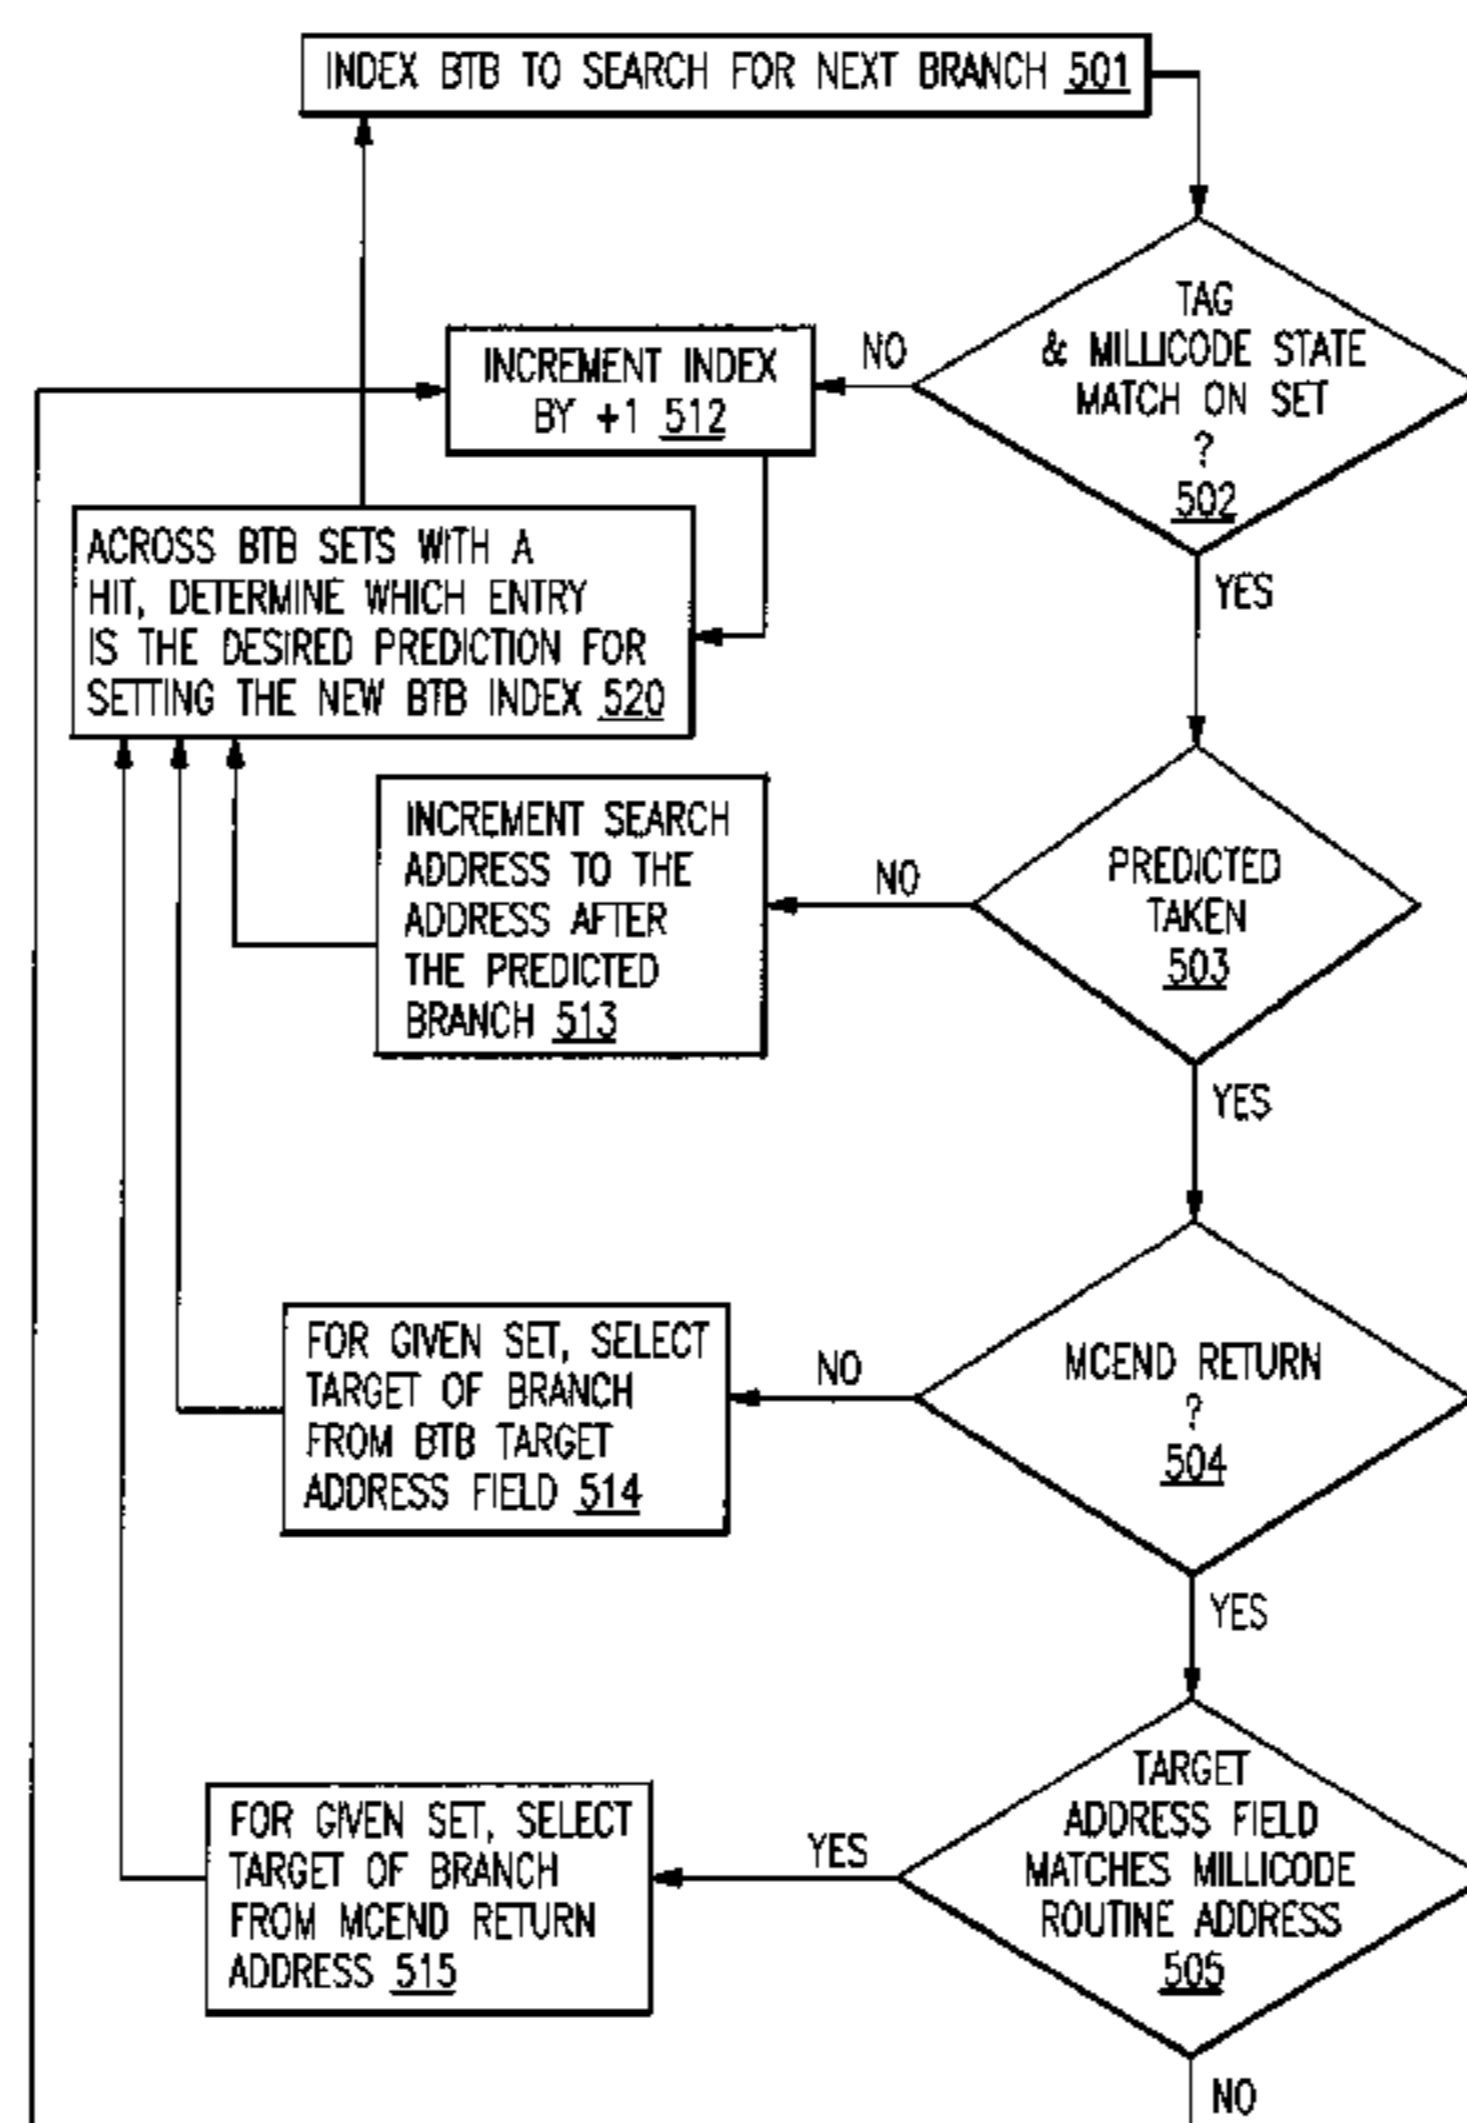 INDEX BTB TO SEARCH FOR NEXT BRANCH 501
TAG
& MILLICODE STATE
MATCH ON SET
?
502
NO
INCREMENT INDEX
BY +1 512
YES
ACROSS BTB SETS WITH A
HIT, DETERMINE WHICH ENTRY
IS THE DESIRED PREDICTION FOR
SETTING THE NEW BTB INDEX 520
PREDICTED
TAKEN
503
NO
INCREMENT SEARCH
ADDRESS TO THE
ADDRESS AFTER
THE PREDICTED
BRANCH 513
YES
MCEND RETURN
?
504
NO
FOR GIVEN SET, SELECT
TARGET OF BRANCH
FROM BTB TARGET
ADDRESS FIELD 514
YES
TARGET
ADDRESS FIELD
MATCHES MILLICODE
ROUTINE ADDRESS
505
YES
FOR GIVEN SET, SELECT
TARGET OF BRANCH
FROM MCEND RETURN
ADDRESS 515
NO